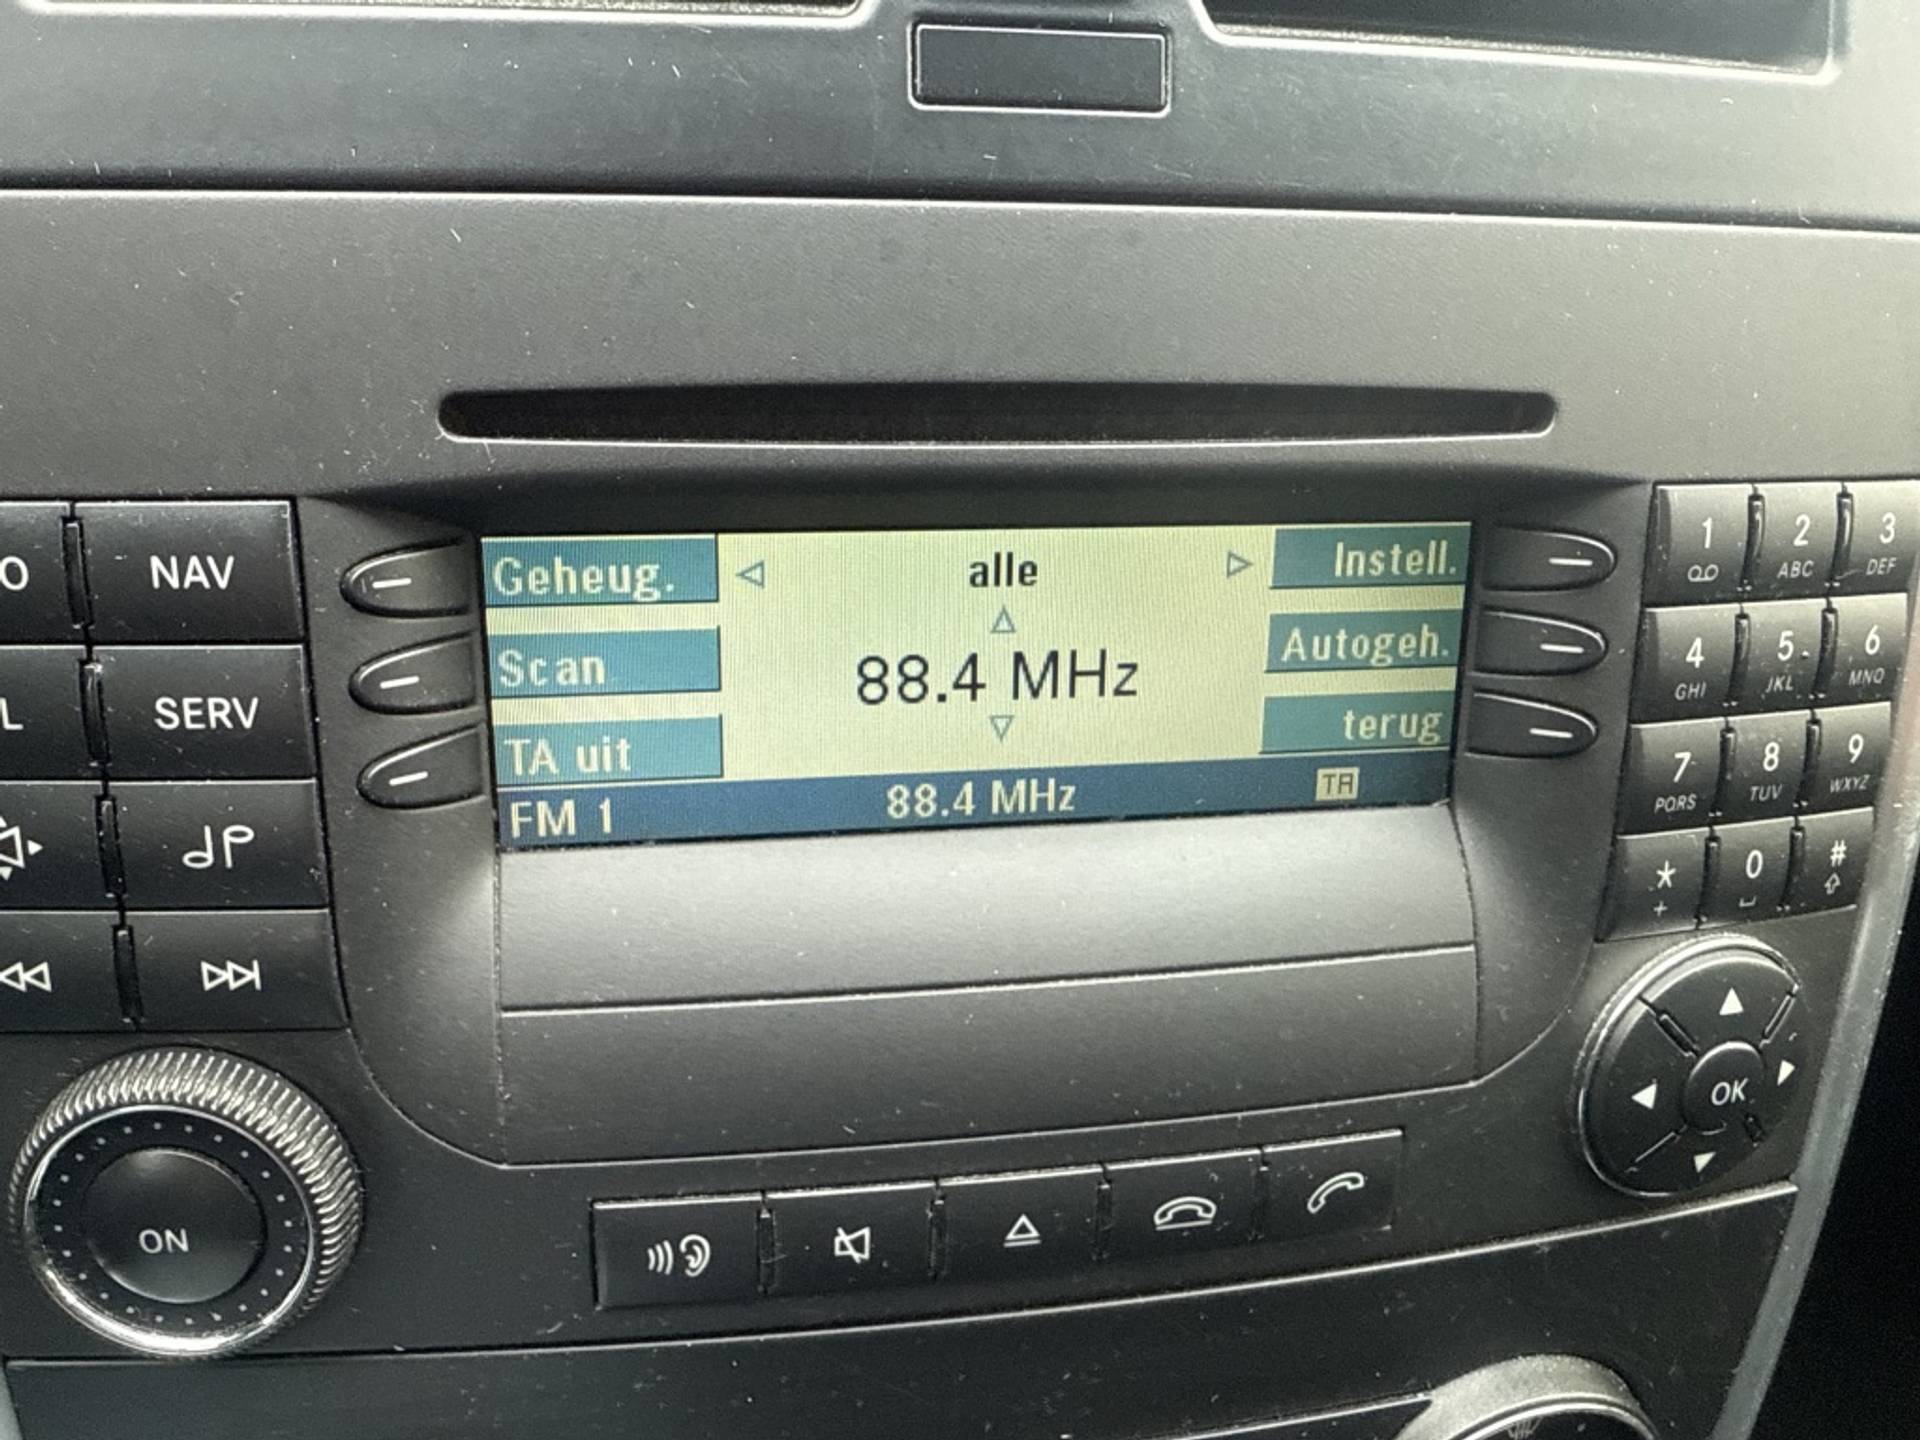 Geheug. alle Instell.
Scan 88.4 MHz Autogeh.
TA uit terug
FM 1 88.4 MHz TA
O NAV
L SERV
ON
1 2 ABC 3 DEF
4 GHI 5 JKL 6 MNO
7 PQRS 8 TUV 9 WXYZ
* + 0 #
OK